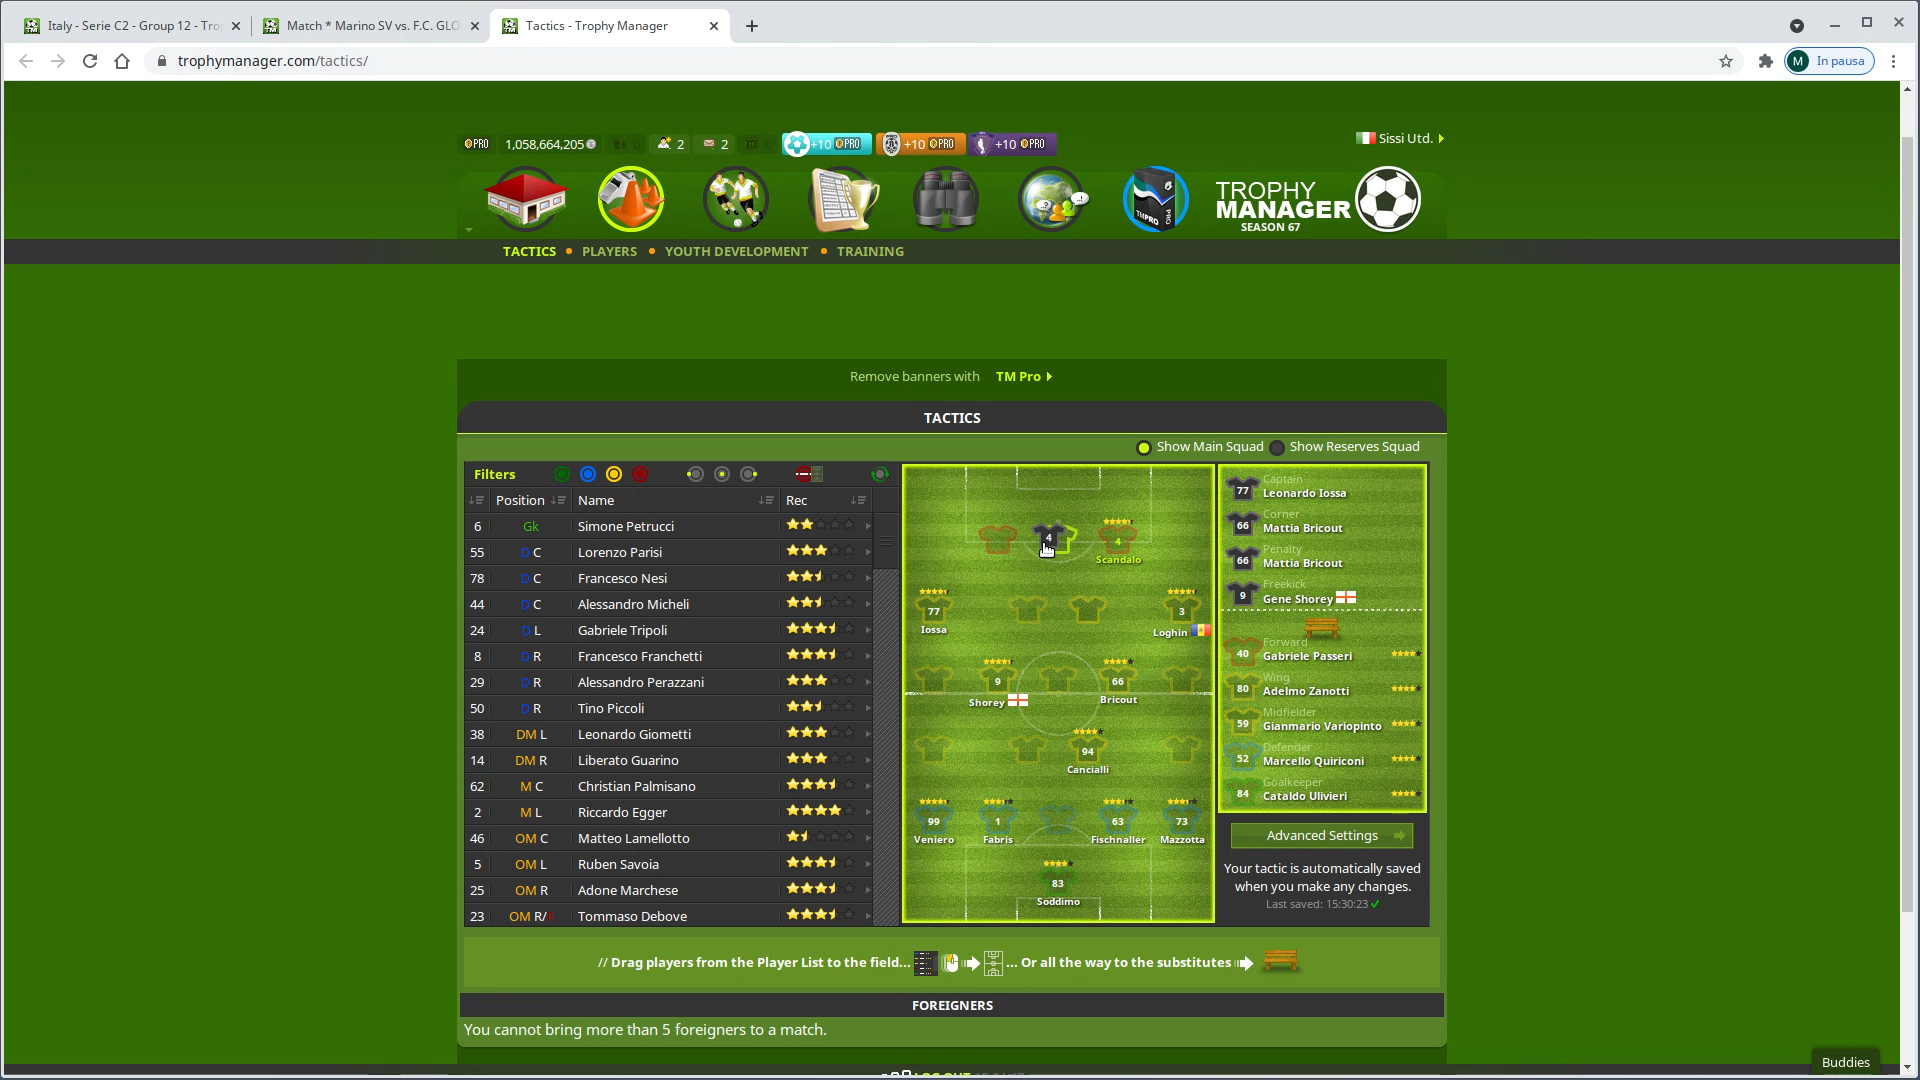 Italy - Serie C2 - Group 12 - Tro
Match * Marino SV vs. F.C. GLO
Tactics - Trophy Manager
trophymanager.com/tactics/
M In pausa
PRO 1,058,664,205 0 2 2 0 +10 PRO +10 PRO +10 PRO
Sissi Utd.
TROPHY
MANAGER
SEASON 67
TACTICS • PLAYERS • YOUTH DEVELOPMENT • TRAINING
Remove banners with TM Pro
TACTICS
Show Main Squad Show Reserves Squad
Filters
Position Name Rec
6 Gk Simone Petrucci
55 D C Lorenzo Parisi
78 D C Francesco Nesi
44 D C Alessandro Micheli
24 D L Gabriele Tripoli
8 D R Francesco Franchetti
29 D R Alessandro Perazzani
50 D R Tino Piccoli
38 DM L Leonardo Giometti
14 DM R Liberato Guarino
62 M C Christian Palmisano
2 M L Riccardo Egger
46 OM C Matteo Lamellotto
5 OM L Ruben Savoia
25 OM R Adone Marchese
23 OM R/ Tommaso Debove
4 4
Scandalo
77 3
Iossa Loghin
9 66
Shorey Bricout
94
Cancialli
99 1 63 73
Veniero Fabris Fischnaller Mazzotta
83
Soddimo
Captain
77 Leonardo Iossa
Corner
66 Mattia Bricout
Penalty
66 Mattia Bricout
Freekick
9 Gene Shorey
Forward
40 Gabriele Passeri
Wing
80 Adelmo Zanotti
Midfielder
59 Gianmario Variopinto
Defender
52 Marcello Quiriconi
Goalkeeper
84 Cataldo Ulivieri
Advanced Settings
Your tactic is automatically saved
when you make any changes.
Last saved: 15:30:23
// Drag players from the Player List to the field... ... Or all the way to the substitutes
FOREIGNERS
You cannot bring more than 5 foreigners to a match.
Buddies